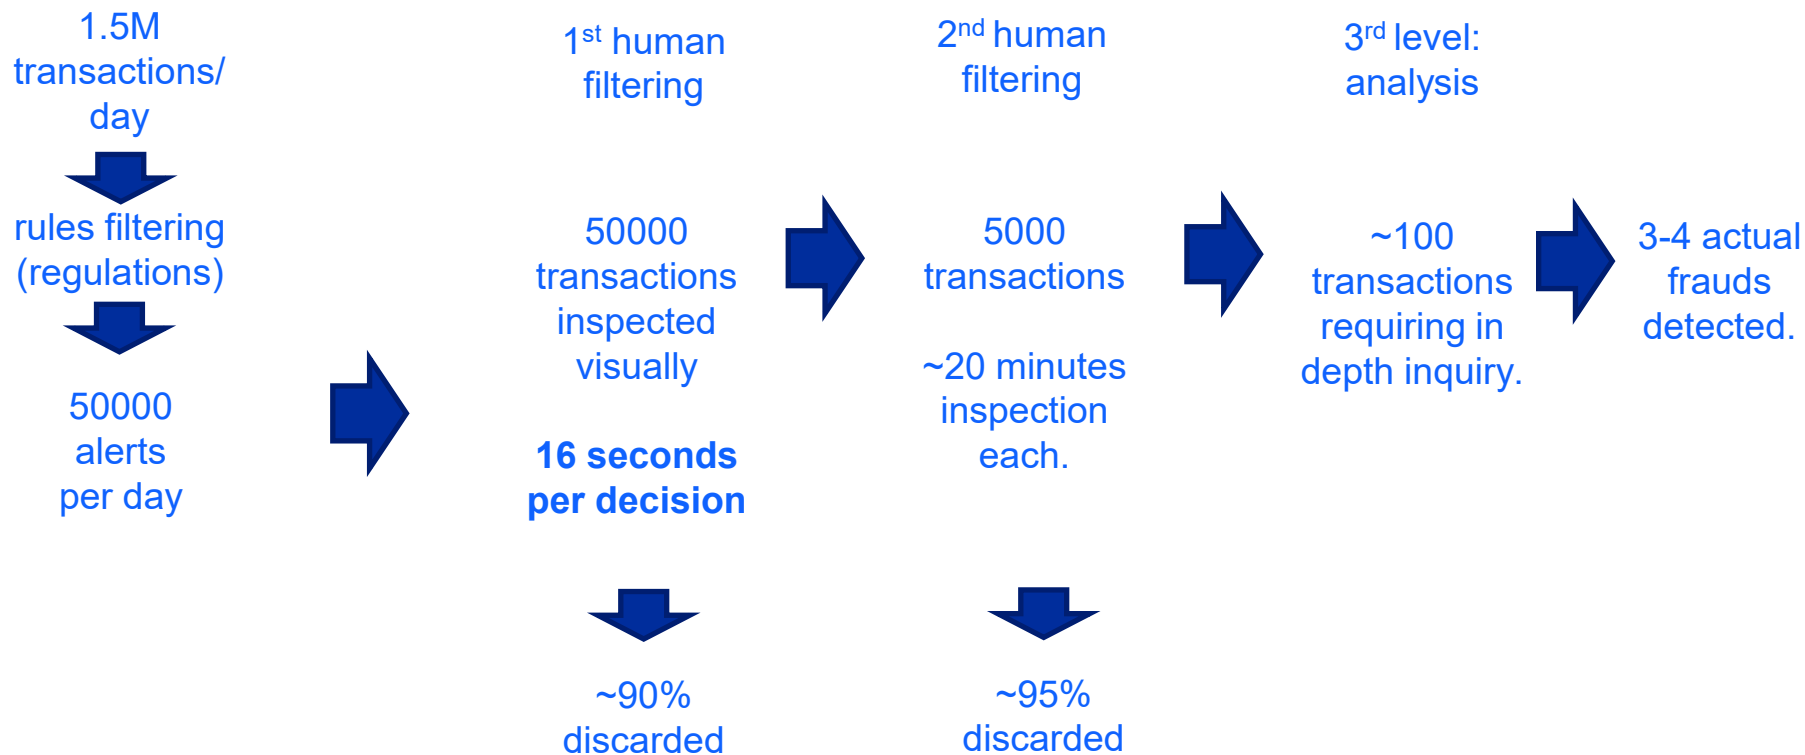 1.5M
transactions/
day
rules filtering
(regulations)
50000
alerts
per day
1st human
filtering
50000
transactions
inspected
visually
16 seconds
per decision
~90%
discarded
2nd human
filtering
5000
transactions
~20 minutes
inspection
each.
~95%
discarded
3rd level:
analysis
~100
transactions
requiring in
depth inquiry.
3-4 actual
frauds
detected.